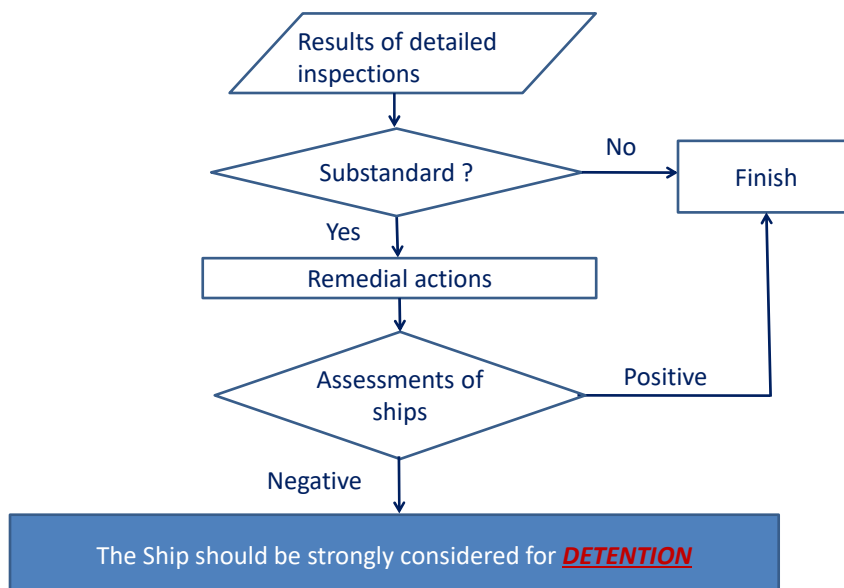 Results of detailed
inspections
Substandard ?
No
Finish
Yes
Remedial actions
Assessments of
ships
Positive
Negative
The Ship should be strongly considered for DETENTION